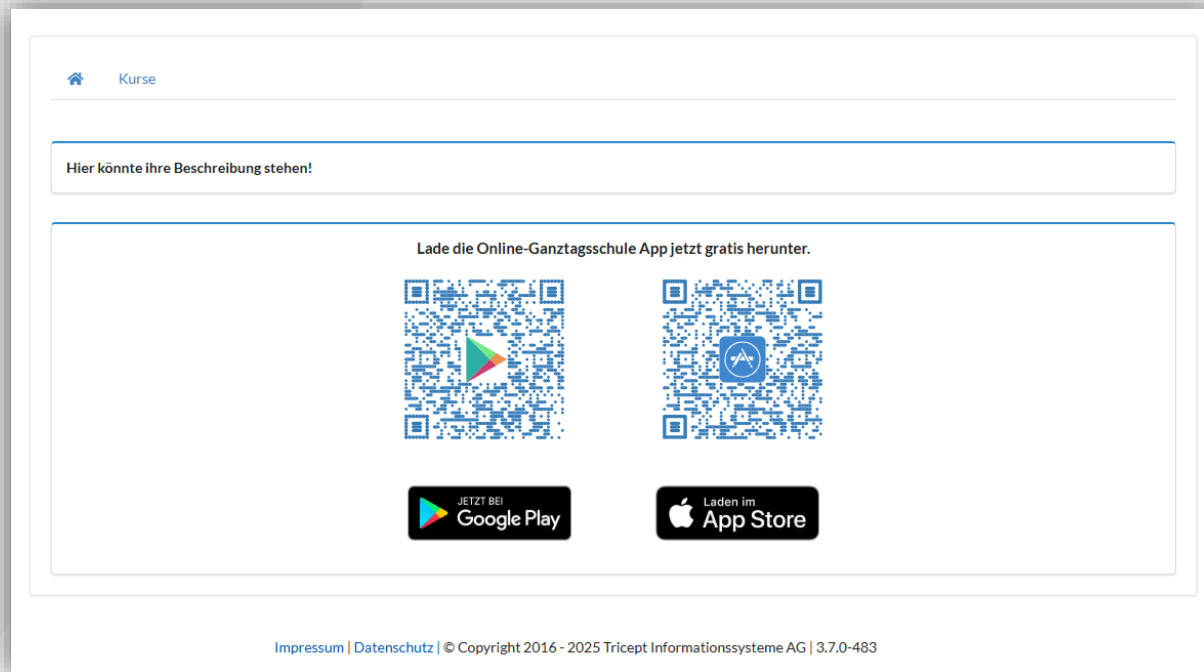 Kurse
Hier könnte ihre Beschreibung stehen!
Lade die Online-Ganztagsschule App jetzt gratis herunter.
JETZT BEI
Google Play
Laden im
App Store
Impressum | Datenschutz | © Copyright 2016 - 2025 Tricept Informationssysteme AG | 3.7.0-483